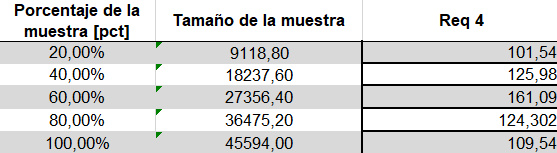 Porcentaje de la muestra [pct] Tamaño de la muestra Req 4
20,00% 9118,80 101,54
40,00% 18237,60 125,98
60,00% 27356,40 161,09
80,00% 36475,20 124,302
100,00% 45594,00 109,54